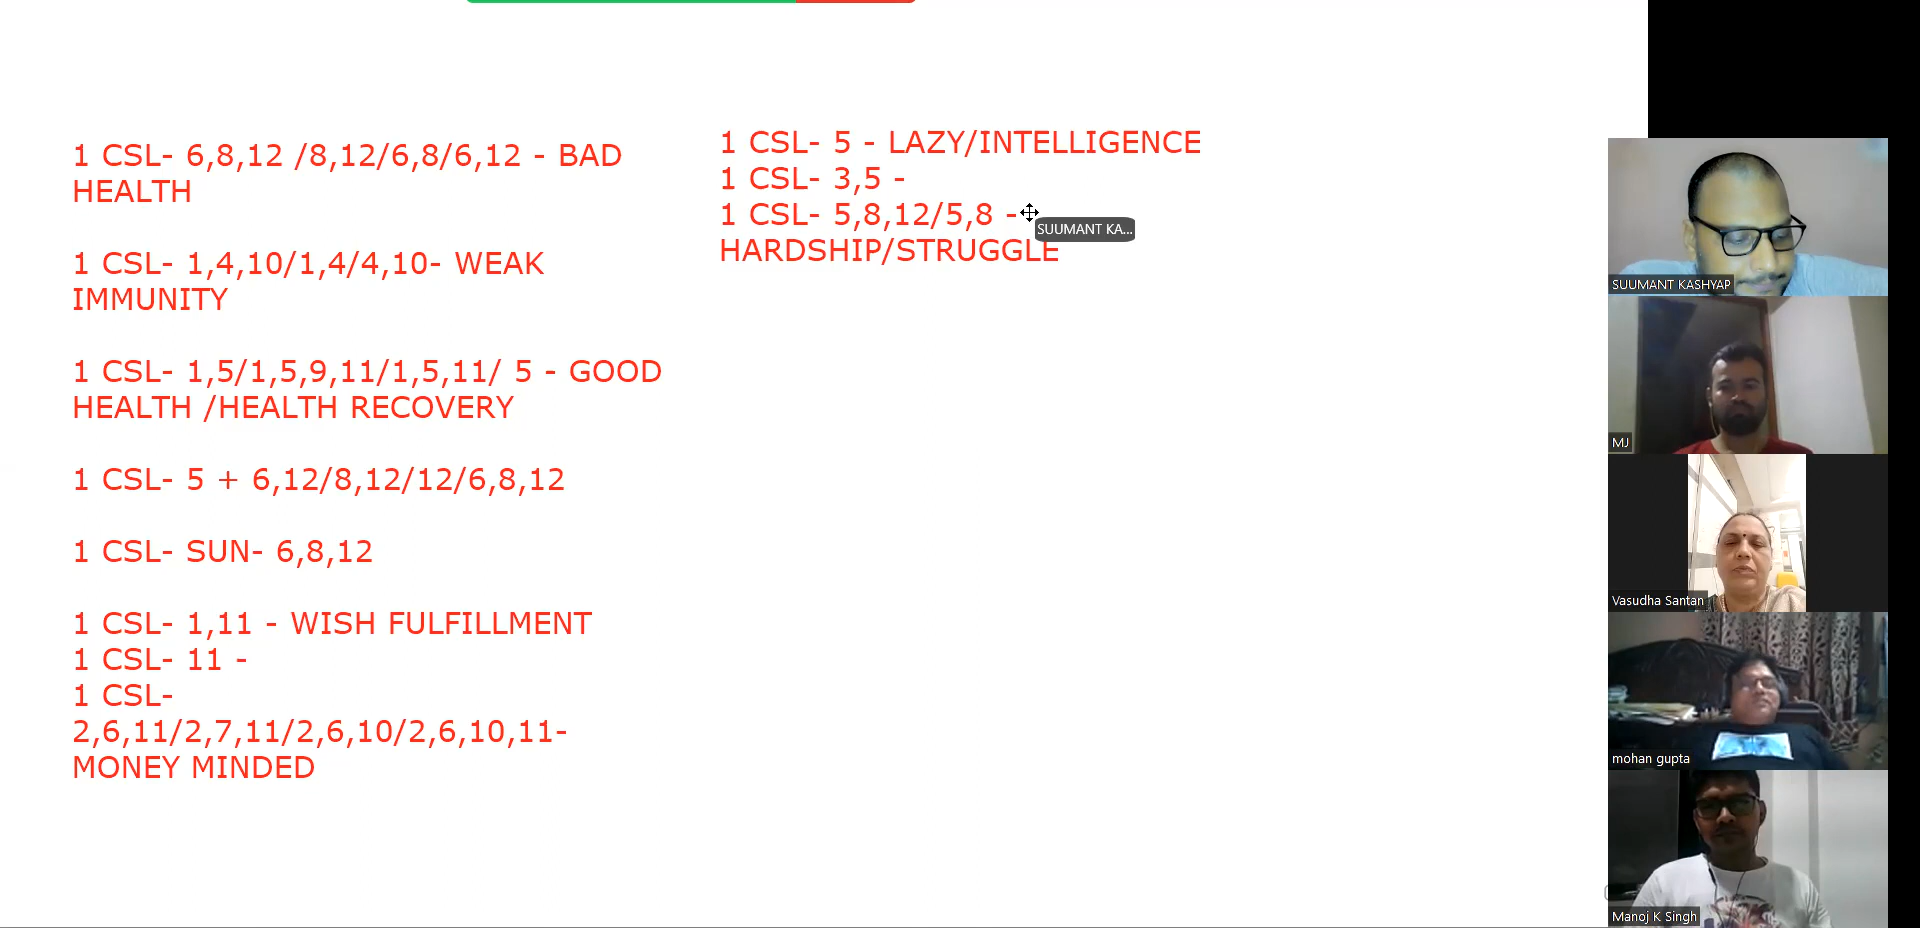 1 CSL- 6,8,12 /8,12/6,8/6,12 - BAD
HEALTH
1 CSL- 1,4,10/1,4/4,10- WEAK
IMMUNITY
1 CSL- 1,5/1,5,9,11/1,5,11/ 5 - GOOD
HEALTH /HEALTH RECOVERY
1 CSL- 5 + 6,12/8,12/12/6,8,12
1 CSL- SUN- 6,8,12
1 CSL- 1,11 - WISH FULFILLMENT
1 CSL- 11 -
1 CSL-
2,6,11/2,7,11/2,6,10/2,6,10,11-
MONEY MINDED
1 CSL- 5 - LAZY/INTELLIGENCE
1 CSL- 3,5 -
1 CSL- 5,8,12/5,8 -
SUUMANT KA...
HARDSHIP/STRUGGLE
SUUMANT KASHYAP
MJ
Vasudha Santan
mohan gupta
Manoj K Singh